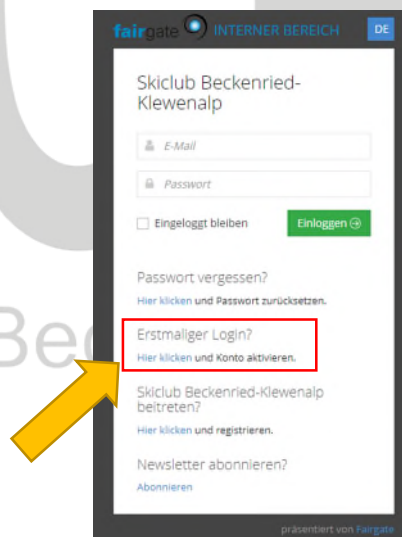 fairgate INTERNER BEREICH DE
Skiclub Beckenried-
Klewenalp
E-Mail
Passwort
Eingeloggt bleiben Einloggen
Passwort vergessen?
Hier klicken und Passwort zurücksetzen.
Erstmaliger Login?
Hier klicken und Konto aktivieren.
Skiclub Beckenried-Klewenalp
beitreten?
Hier klicken und registrieren.
Newsletter abonnieren?
Abonnieren
präsentiert von Fairgate